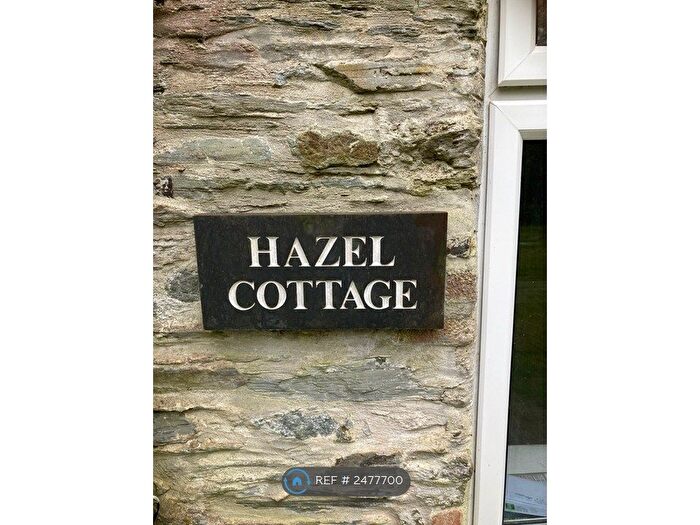 HAZEL
COTTAGE
REF # 2477700